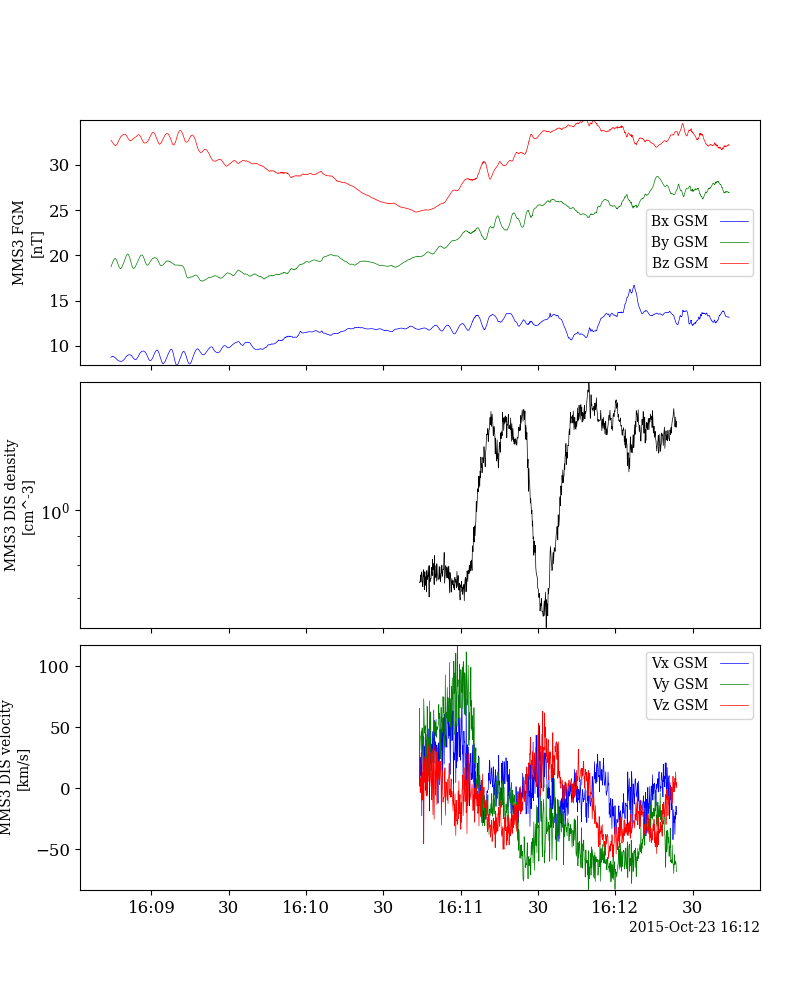 MMS3 FGM
[nT]
30
25
20
15
10
Bx GSM
By GSM
Bz GSM
MMS3 DIS density
[cm^-3]
10⁰
MMS3 DIS velocity
[km/s]
100
50
0
−50
Vx GSM
Vy GSM
Vz GSM
16:09 30 16:10 30 16:11 30 16:12 30
2015-Oct-23 16:12